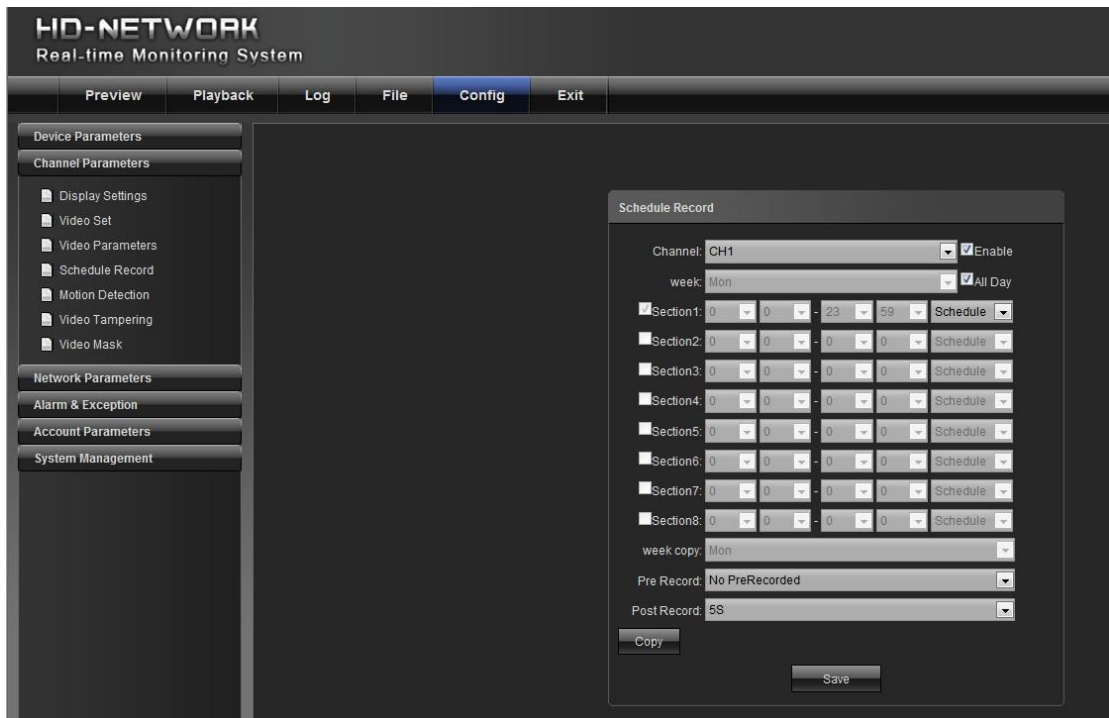 HD-NETWORK
Real-time Monitoring System
Preview Playback Log File Config Exit
Device Parameters
Channel Parameters
Display Settings
Video Set
Video Parameters
Schedule Record
Motion Detection
Video Tampering
Video Mask
Network Parameters
Alarm & Exception
Account Parameters
System Management
Schedule Record
Channel: CH1 Enable
week: Mon All Day
Section1: 0 0 - 23 59 Schedule
Section2: 0 0 - 0 0 Schedule
Section3: 0 0 - 0 0 Schedule
Section4: 0 0 - 0 0 Schedule
Section5: 0 0 - 0 0 Schedule
Section6: 0 0 - 0 0 Schedule
Section7: 0 0 - 0 0 Schedule
Section8: 0 0 - 0 0 Schedule
week copy: Mon
Pre Record: No PreRecorded
Post Record: 5S
Copy
Save